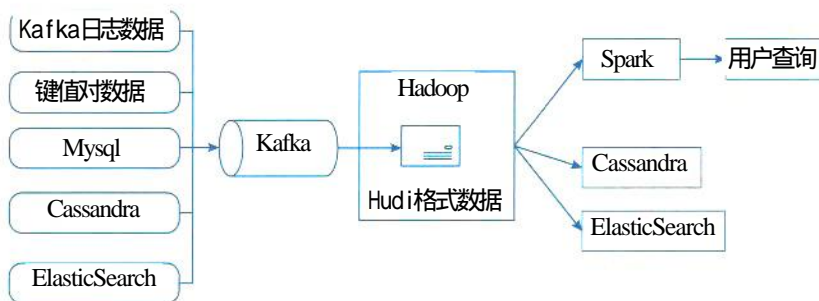 Kafka日志数据
键值对数据
Mysql
Cassandra
ElasticSearch
Kafka
Hadoop
Hudi格式数据
Spark
用户查询
Cassandra
ElasticSearch